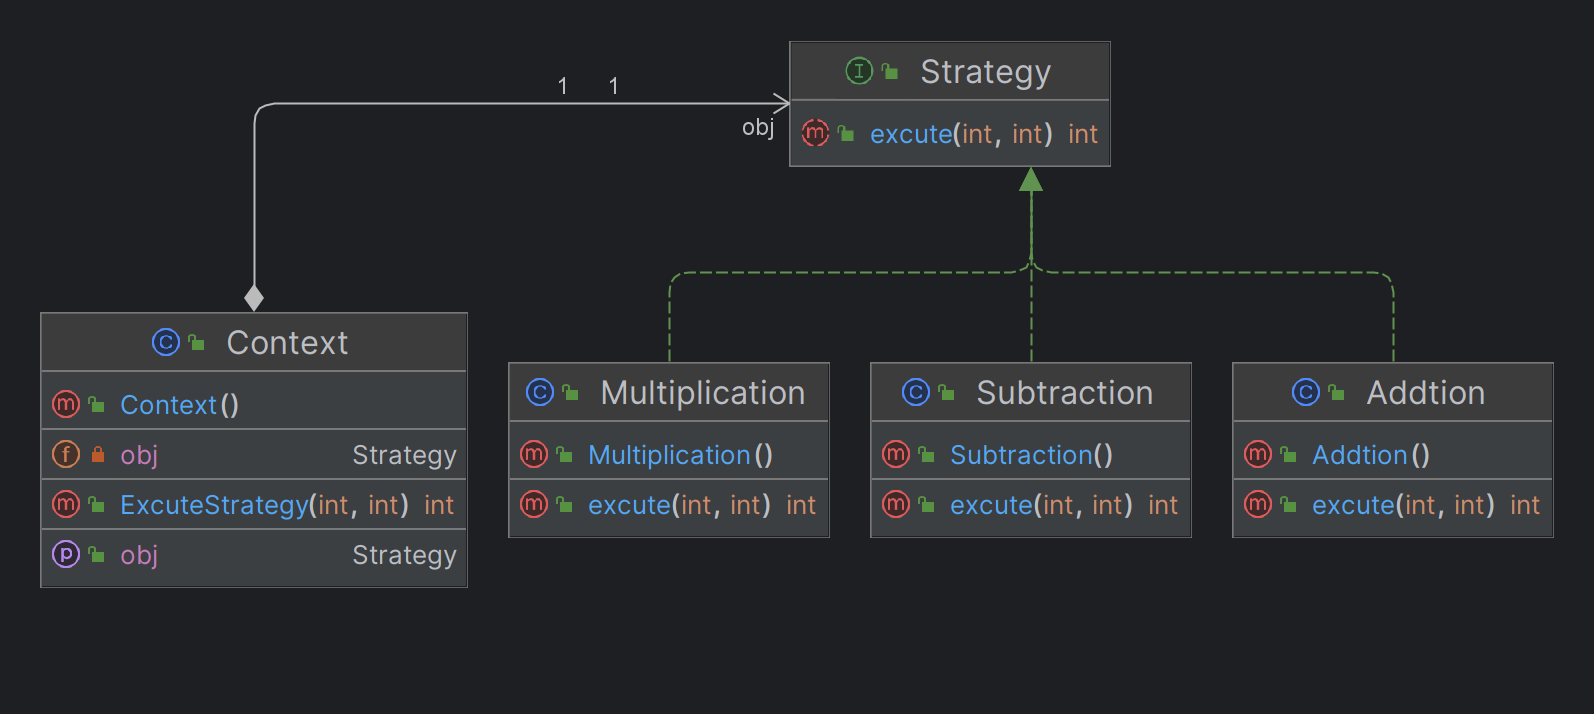 1 1
obj
Strategy
excute(int, int) int
Context
Context()
obj Strategy
ExcuteStrategy(int, int) int
obj Strategy
Multiplication
Multiplication()
excute(int, int) int
Subtraction
Subtraction()
excute(int, int) int
Addtion
Addtion()
excute(int, int) int